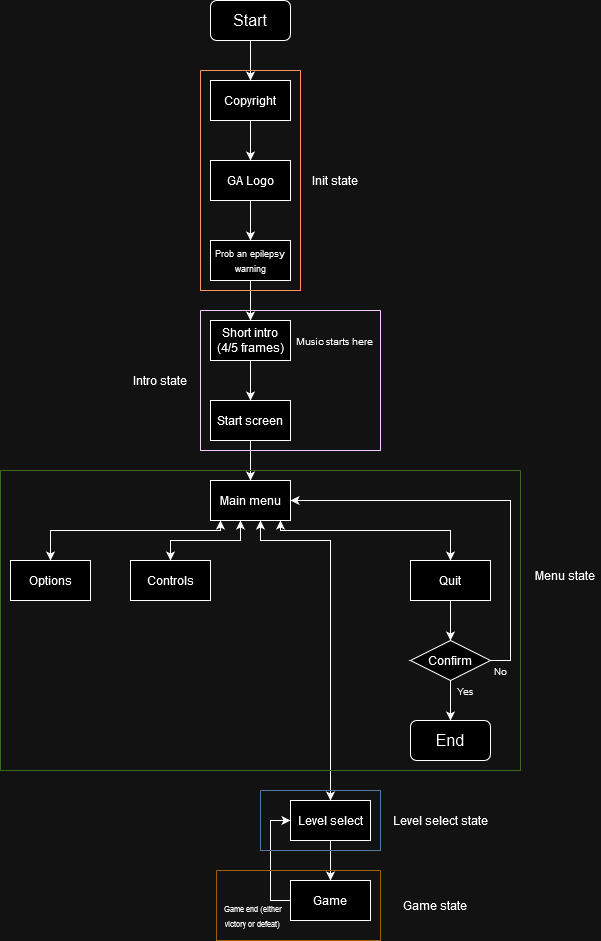 Start
Copyright
GA Logo
Init state
Prob an epilepsy
warning
Short intro
(4/5 frames)
Music starts here
Intro state
Start screen
Main menu
Options
Controls
Quit
Menu state
Confirm
No
Yes
End
Level select
Level select state
Game
Game end (either
victory or defeat)
Game state